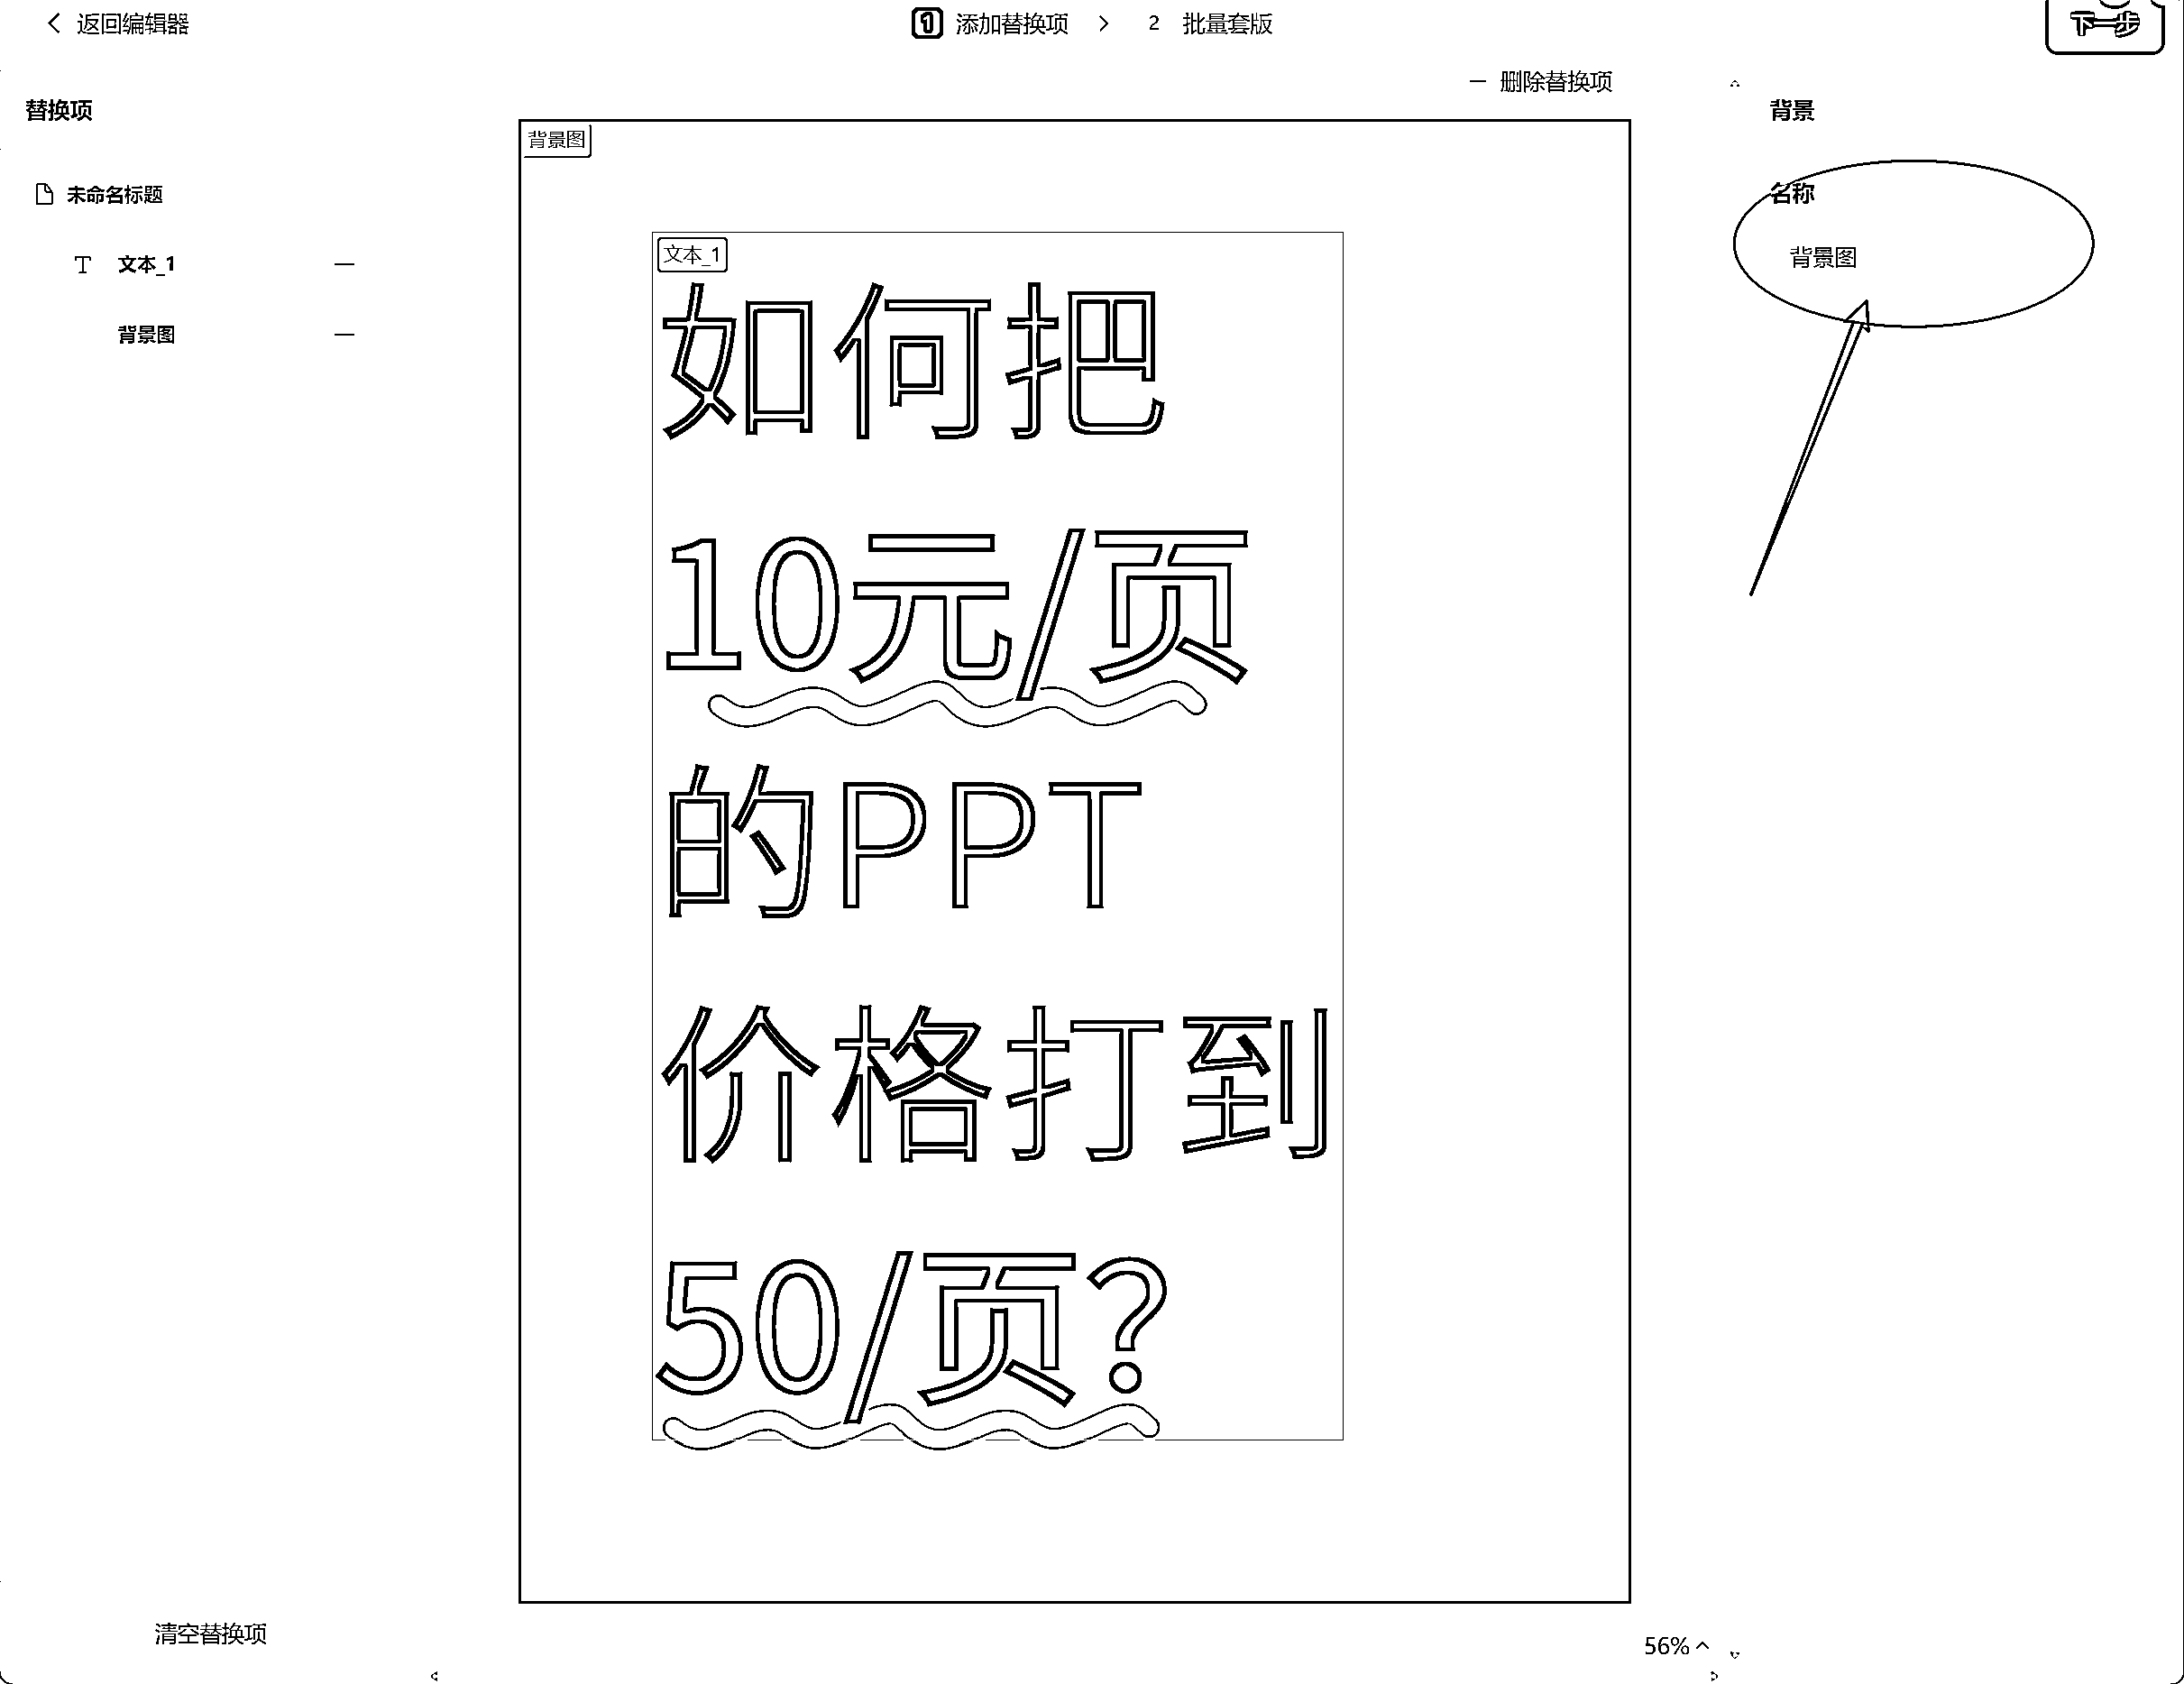 返回编辑器
1 添加替换项 > 2 批量套版
下一步
— 删除替换项
替换项
背景
背景图
未命名标题
名称
文本_1
文本_1
背景图
背景图
如何把
10元/页
的PPT
价格打到
50/页?
清空替换项
56%